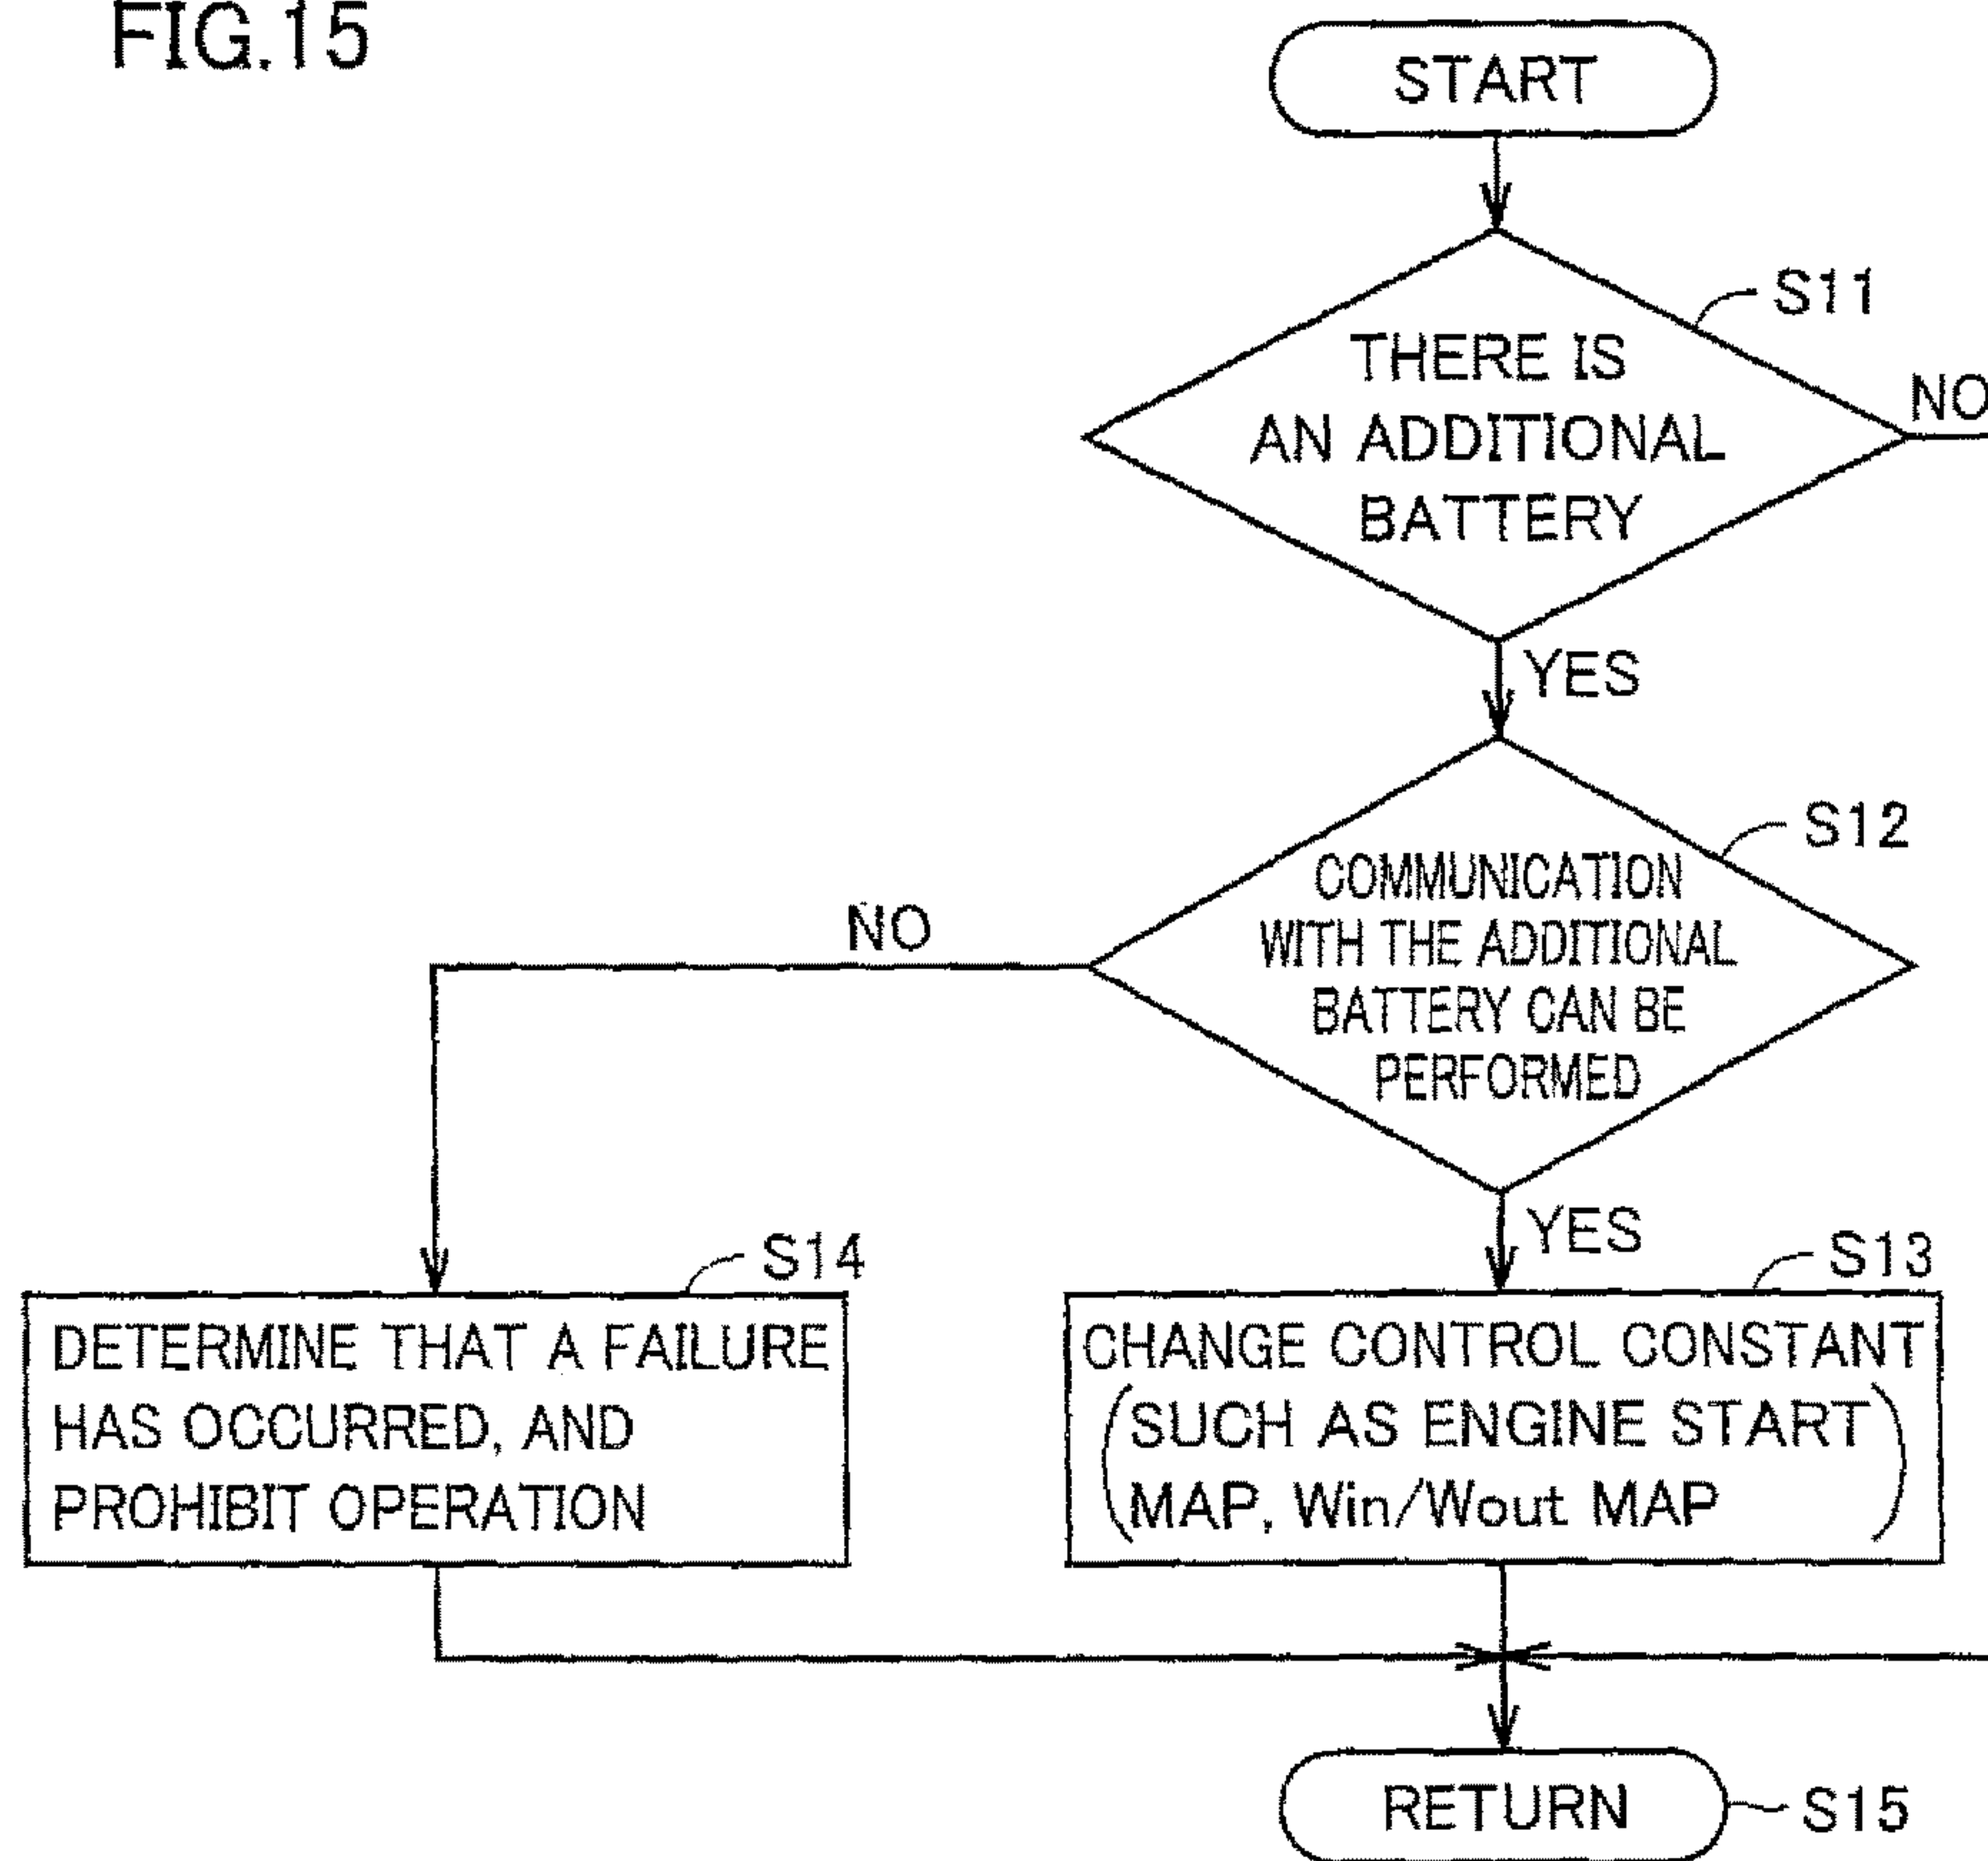 FIG.15
START
S11
THERE IS
AN ADDITIONAL
BATTERY
NO
YES
S12
COMMUNICATION
WITH THE ADDITIONAL
BATTERY CAN BE
PERFORMED
NO
YES
S14
DETERMINE THAT A FAILURE
HAS OCCURRED, AND
PROHIBIT OPERATION
S13
CHANGE CONTROL CONSTANT
(SUCH AS ENGINE START
MAP, Win/Wout MAP)
RETURN
S15